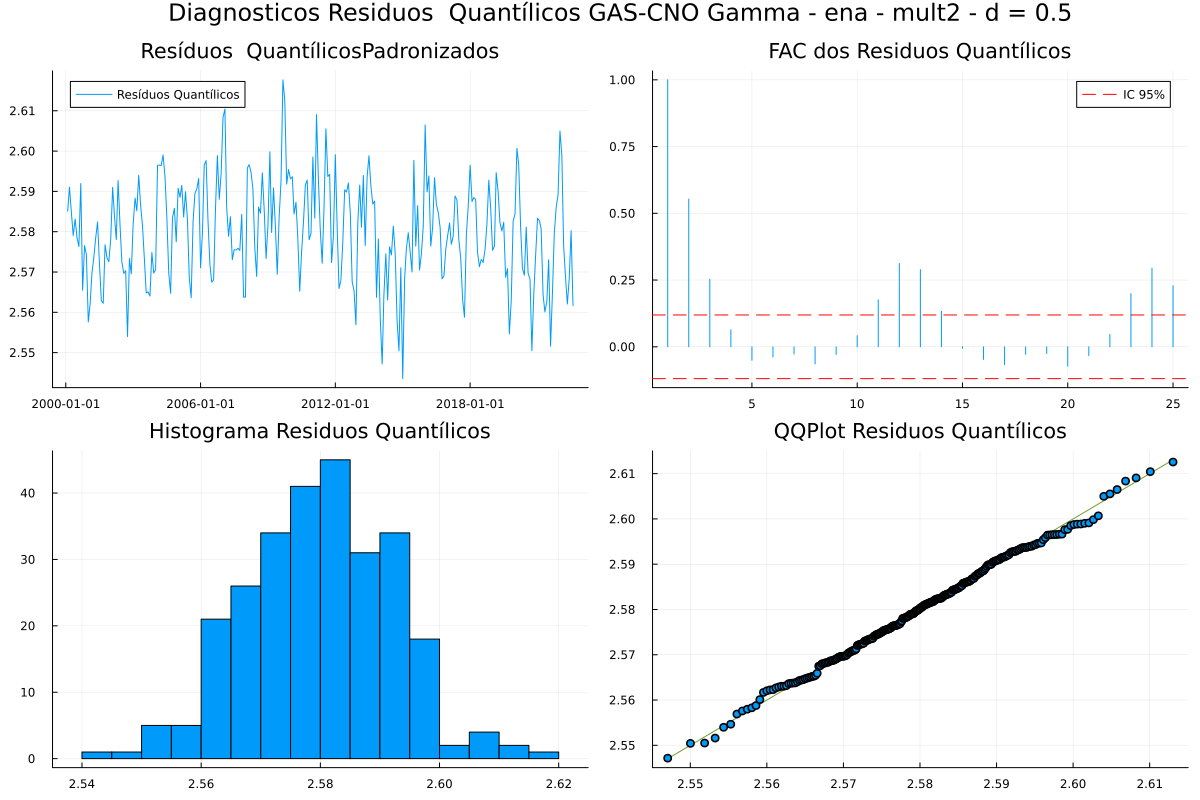 Diagnosticos Residuos  Quantílicos GAS-CNO Gamma - ena - mult2 - d = 0.5
Resíduos  QuantílicosPadronizados
Resíduos Quantílicos
2.61
2.60
2.59
2.58
2.57
2.56
2.55
2000-01-01 2006-01-01 2012-01-01 2018-01-01
FAC dos Residuos Quantílicos
IC 95%
1.00
0.75
0.50
0.25
0.00
5 10 15 20 25
Histograma Residuos Quantílicos
40
30
20
10
0
2.54 2.56 2.58 2.60 2.62
QQPlot Residuos Quantílicos
2.61
2.60
2.59
2.58
2.57
2.56
2.55
2.55 2.56 2.57 2.58 2.59 2.60 2.61